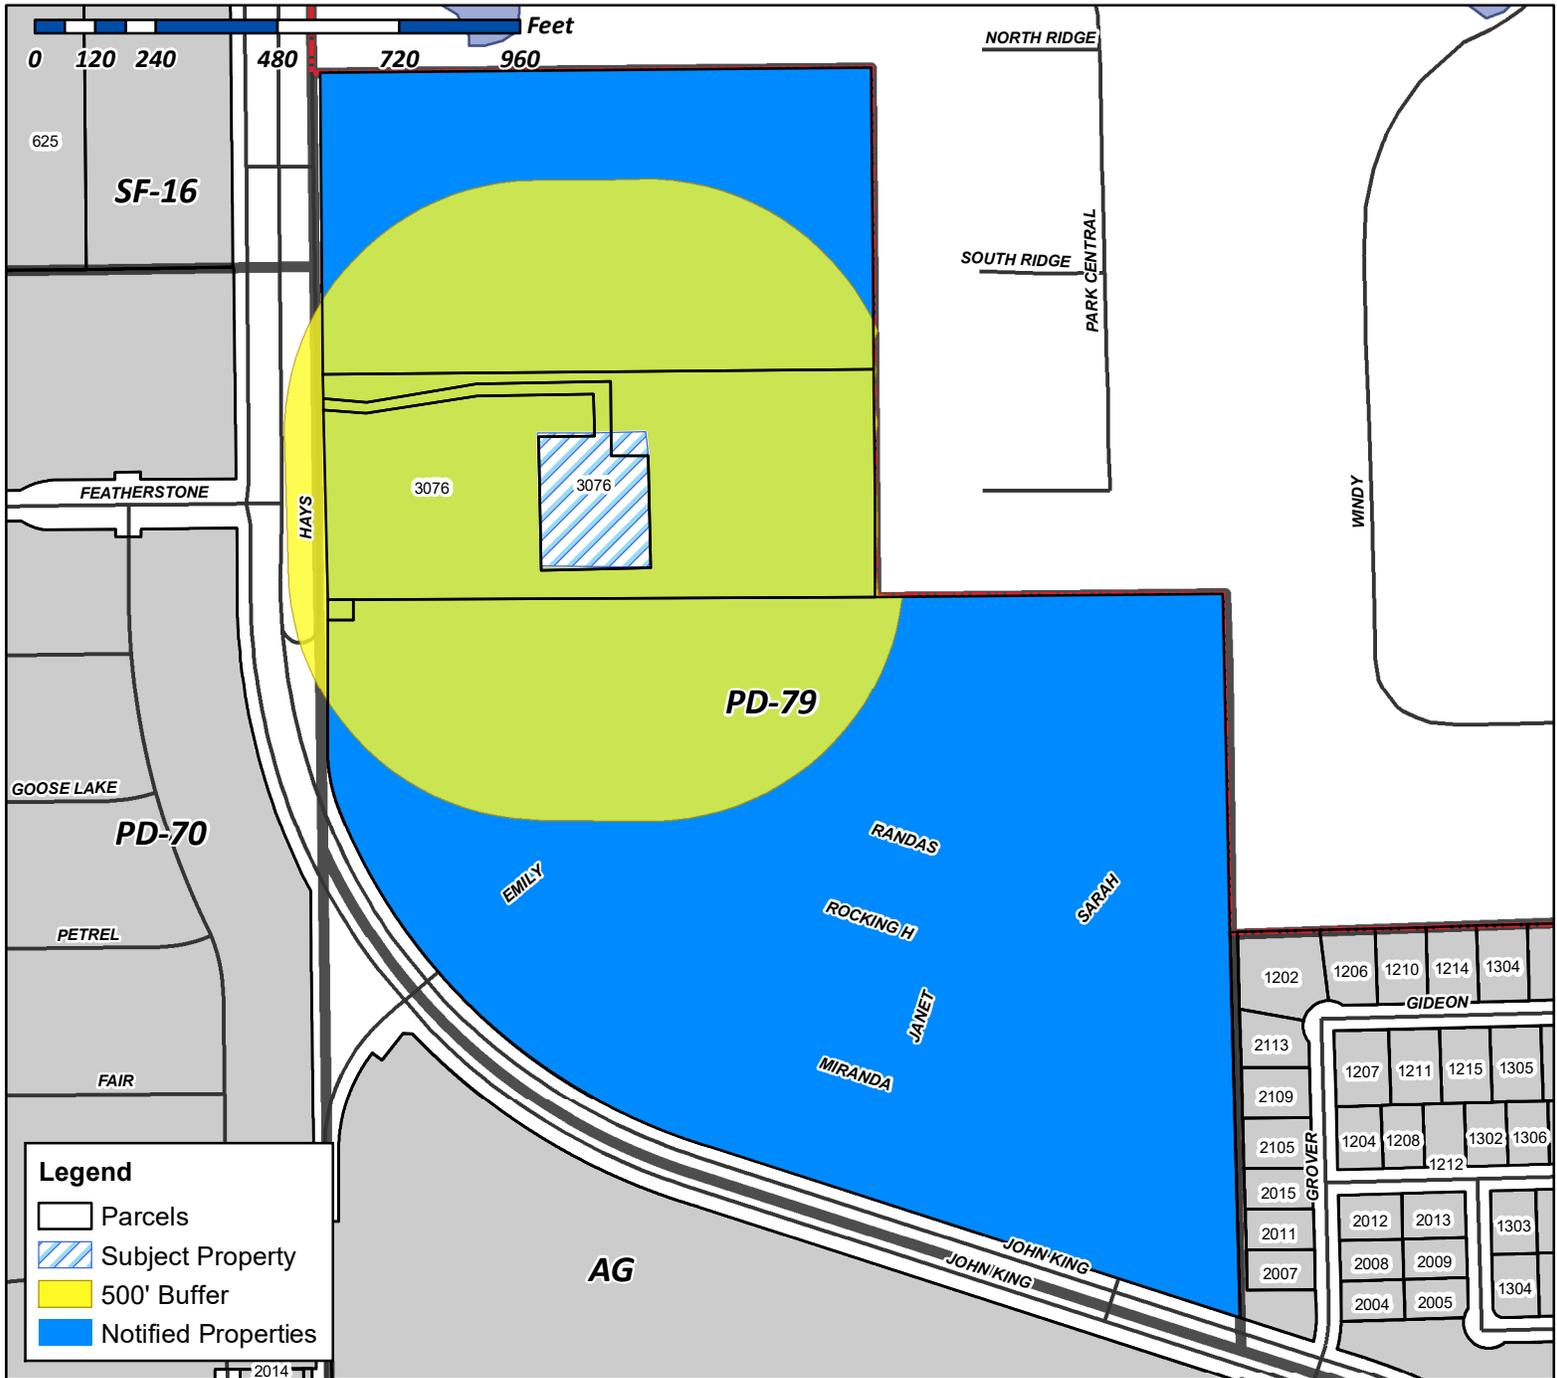 Feet
0 120 240 480 720 960
NORTH RIDGE
625
SF-16
SOUTH RIDGE
PARK CENTRAL
FEATHERSTONE
HAYS
3076
3076
WINDY
PD-79
GOOSE LAKE
PD-70
RANDAS
EMILY
SARAH
ROCKING H
PETREL
JANET
MIRANDA
FAIR
1202
1206
1210
1214
1304
GIDEON
2113
1207
1211
1215
1305
2109
2105
1204
1208
1212
1302
1306
GROVER
2015
2012
2013
1303
2011
2008
2009
2007
2004
2005
1304
JOHN KING
JOHN KING
AG
Legend
Parcels
Subject Property
500' Buffer
Notified Properties
2014